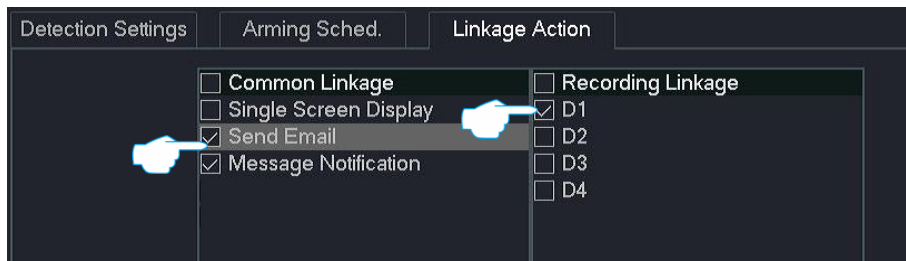 Detection Settings Arming Sched. Linkage Action
Common Linkage Recording Linkage
Single Screen Display D1
Send Email D2
Message Notification D3
D4